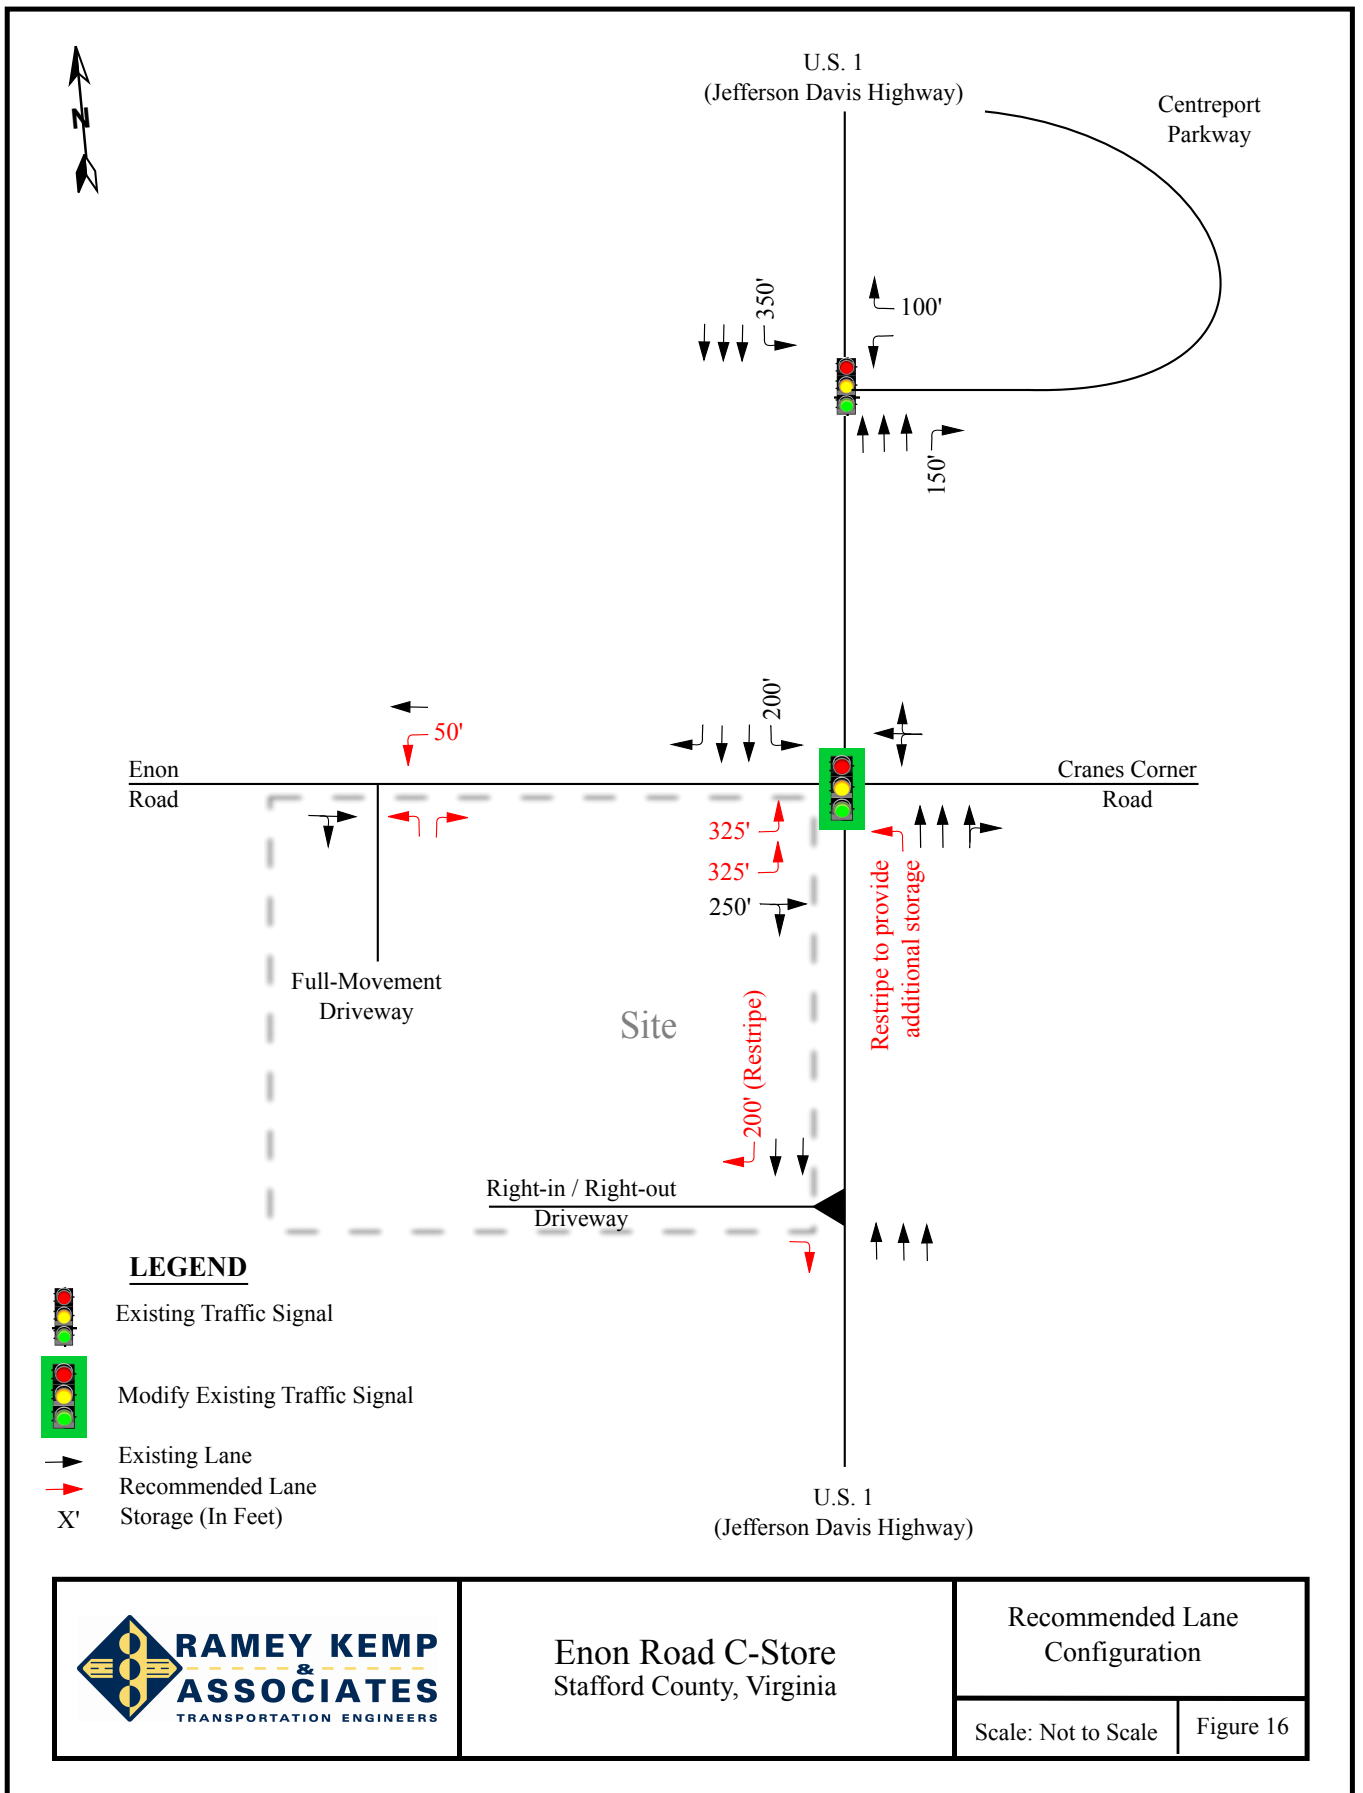 N
U.S. 1
(Jefferson Davis Highway)
Centreport
Parkway
350'
100'
150'
200'
50'
Enon
Road
Cranes Corner
Road
325'
325'
250'
Restripe to provide
additional storage
Full-Movement
Driveway
Site
200' (Restripe)
Right-in / Right-out
Driveway
LEGEND
Existing Traffic Signal
Modify Existing Traffic Signal
Existing Lane
Recommended Lane
X' Storage (In Feet)
U.S. 1
(Jefferson Davis Highway)
RAMEY KEMP
&
ASSOCIATES
TRANSPORTATION ENGINEERS
Enon Road C-Store
Stafford County, Virginia
Recommended Lane
Configuration
Scale: Not to Scale
Figure 16